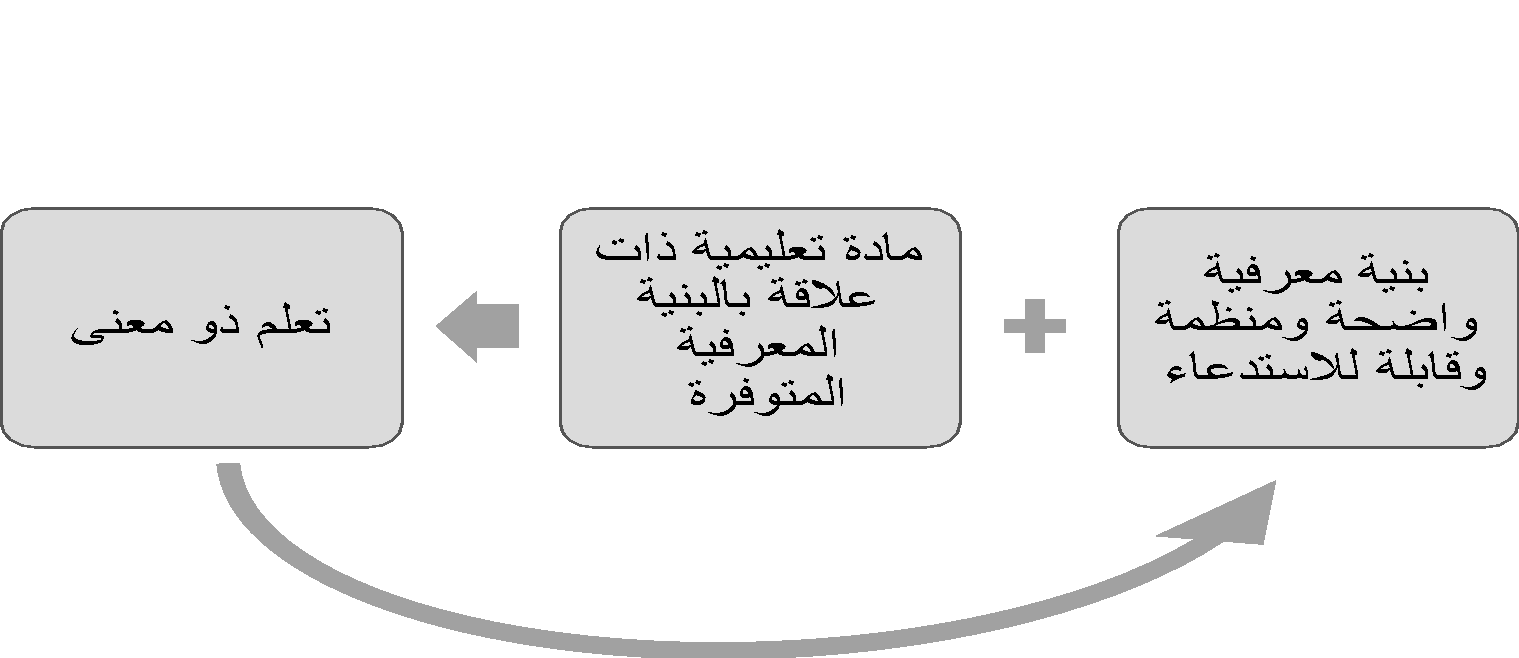 بنية معرفية
واضحة ومنظمة
وقابلة للاستدعاء
مادة تعليمية ذات
علاقة بالبنية
المعرفية
المتوفرة
تعلم ذو معنى